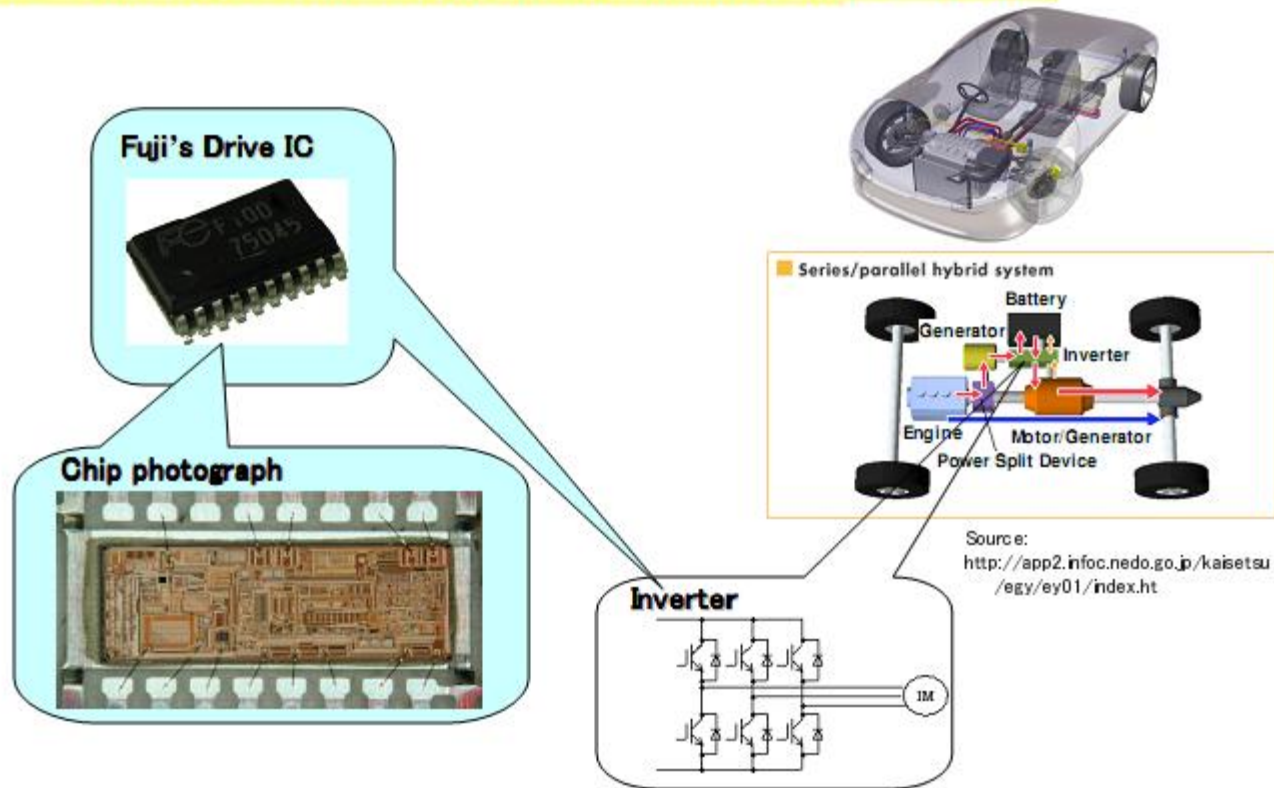 Fuji's Drive IC
F i00
75045
Chip photograph
Series/parallel hybrid system
Battery
Generator
Inverter
Engine
Motor/Generator
Power Split Device
Source:
http://app2.infoc.nedo.go.jp/kaisetsu
/egy/ey01/index.ht
Inverter
IM